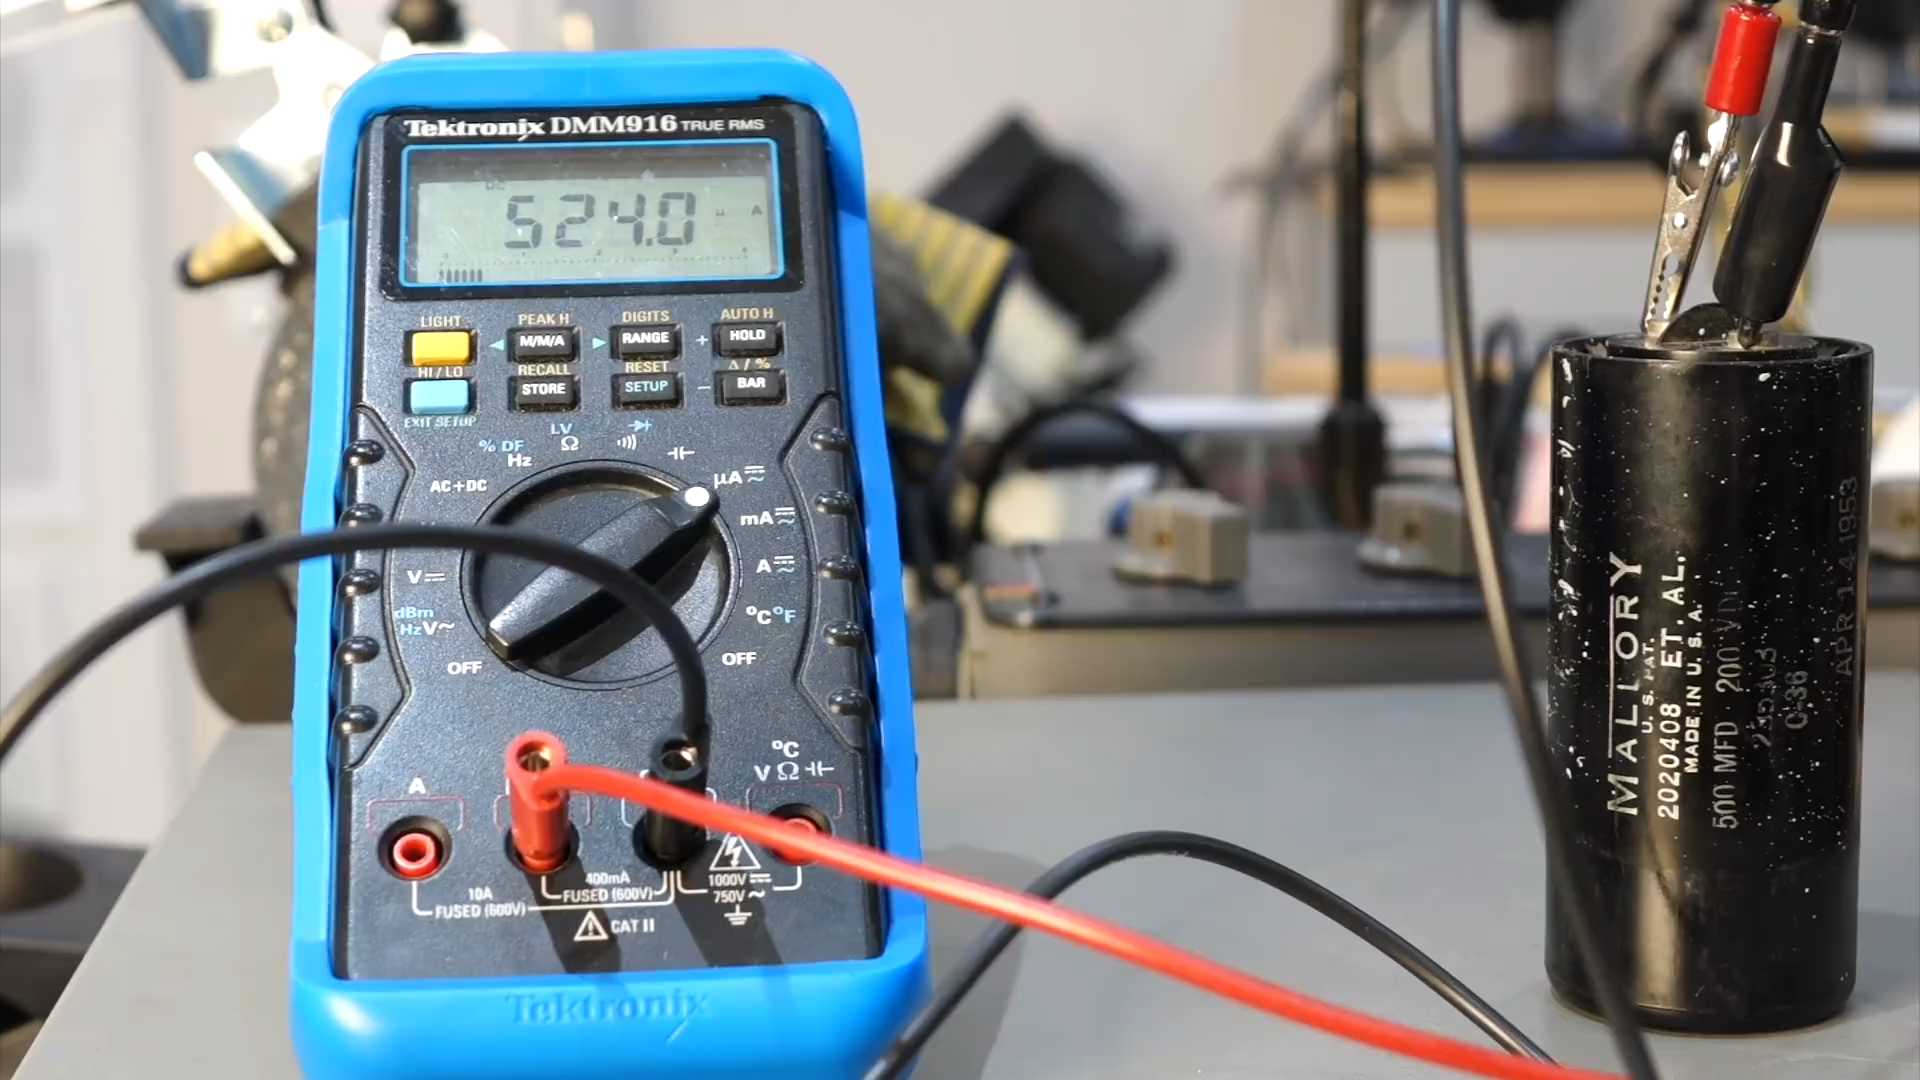 Tektronix DMM916 TRUE RMS
DC
524.0 μ A
LIGHT
PEAK H
DIGITS
AUTO H
M/M/A
RANGE
+
HOLD
HI / LO
RECALL
RESET
Δ / %
STORE
SETUP
−
BAR
EXIT SETUP
% DF
Hz
LV
Ω
AC+DC
μA
mA
V
A
dBm
Hz V~
°C °F
OFF
OFF
A
°C
V Ω
10A
FUSED (600V)
400mA
FUSED (600V)
1000V
750V ~
CAT II
Tektronix
MALLORY
U.S. PAT.
2020408 ET. AL.
MADE IN U. S. A.
500 MFD 200 VDC
C-36
APR 14 1953